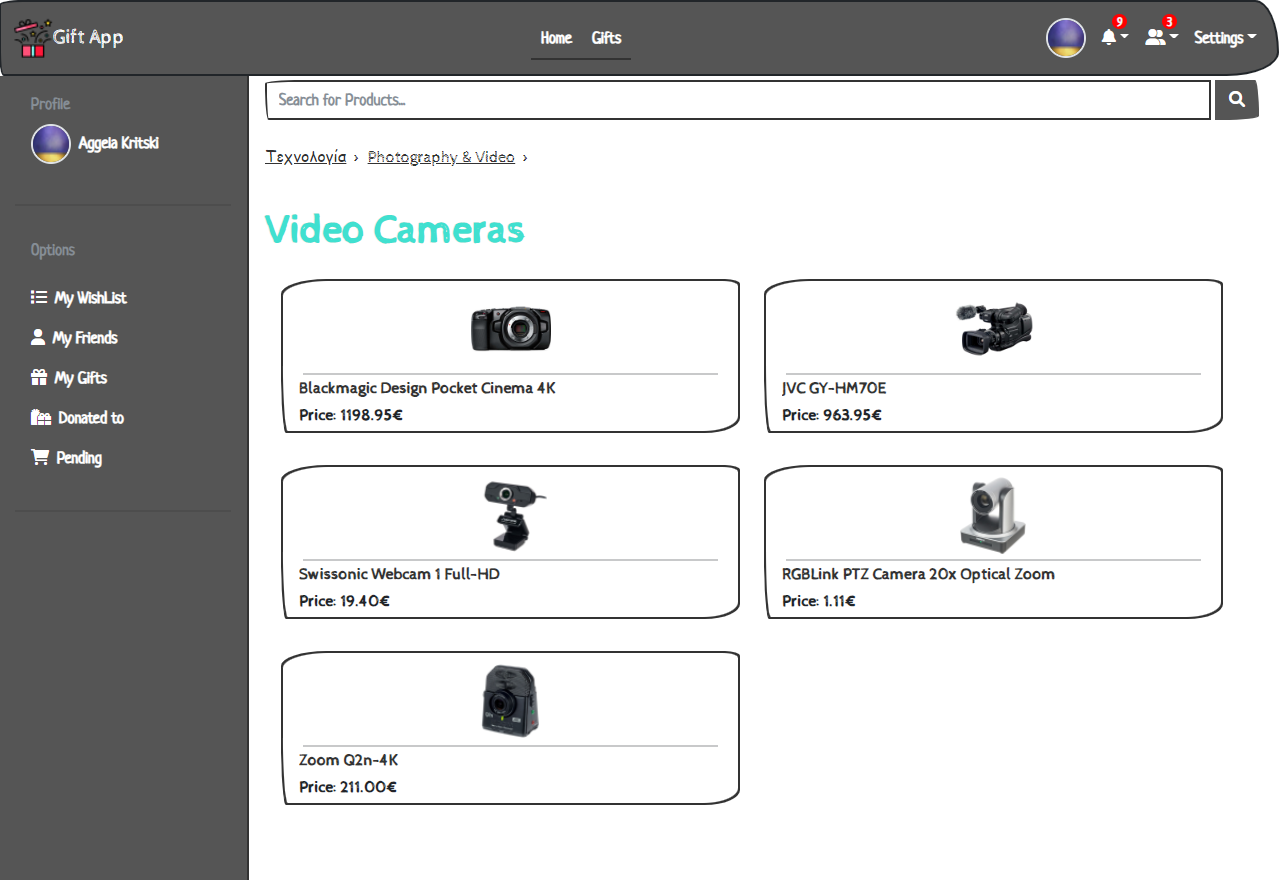 Gift App
Home Gifts
9 3 Settings
Profile
Aggela Kritski
Options
My WishList
My Friends
My Gifts
Donated to
Pending
Search for Products...
Τεχνολογία › Photography & Video ›
Video Cameras
Blackmagic Design Pocket Cinema 4K
Price: 1198.95€
JVC GY-HM70E
Price: 963.95€
Swissonic Webcam 1 Full-HD
Price: 19.40€
RGBLink PTZ Camera 20x Optical Zoom
Price: 1.11€
Zoom Q2n-4K
Price: 211.00€